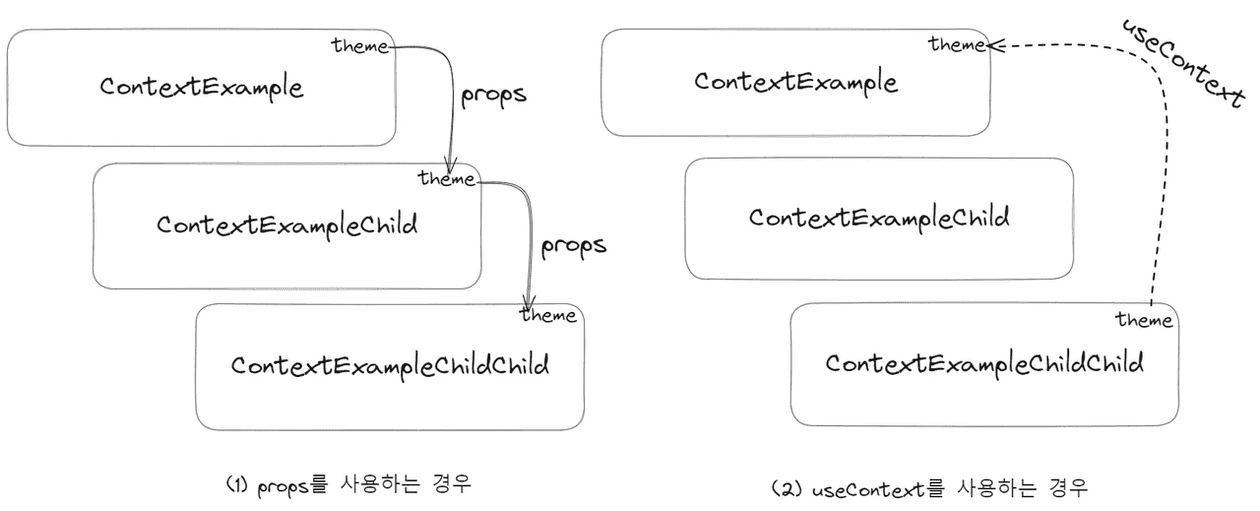 theme
ContextExample
props
theme
ContextExampleChild
props
theme
ContextExampleChildChild
(1) props를 사용하는 경우
theme
useContext
ContextExample
ContextExampleChild
theme
ContextExampleChildChild
(2) useContext를 사용하는 경우